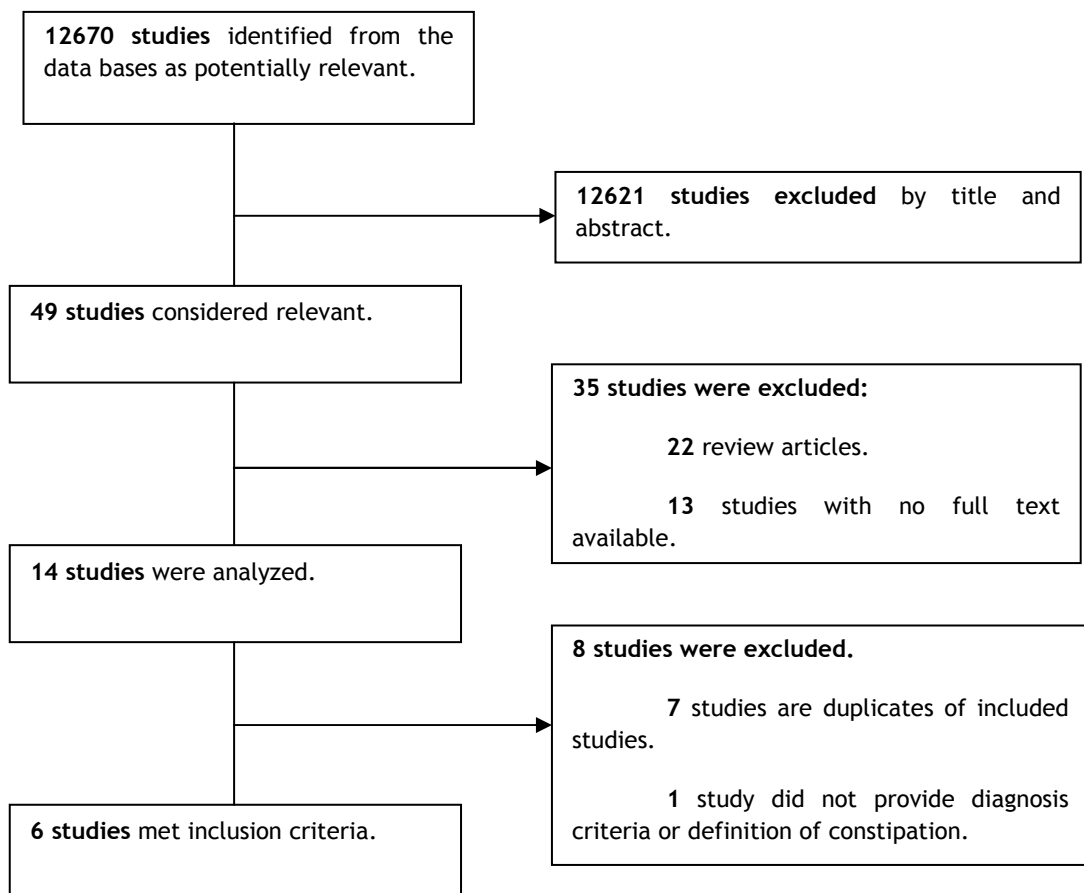 12670 studies identified from the
data bases as potentially relevant.
12621 studies excluded by title and
abstract.
49 studies considered relevant.
35 studies were excluded:
22 review articles.
13 studies with no full text
available.
14 studies were analyzed.
8 studies were excluded.
7 studies are duplicates of included
studies.
1 study did not provide diagnosis
criteria or definition of constipation.
6 studies met inclusion criteria.